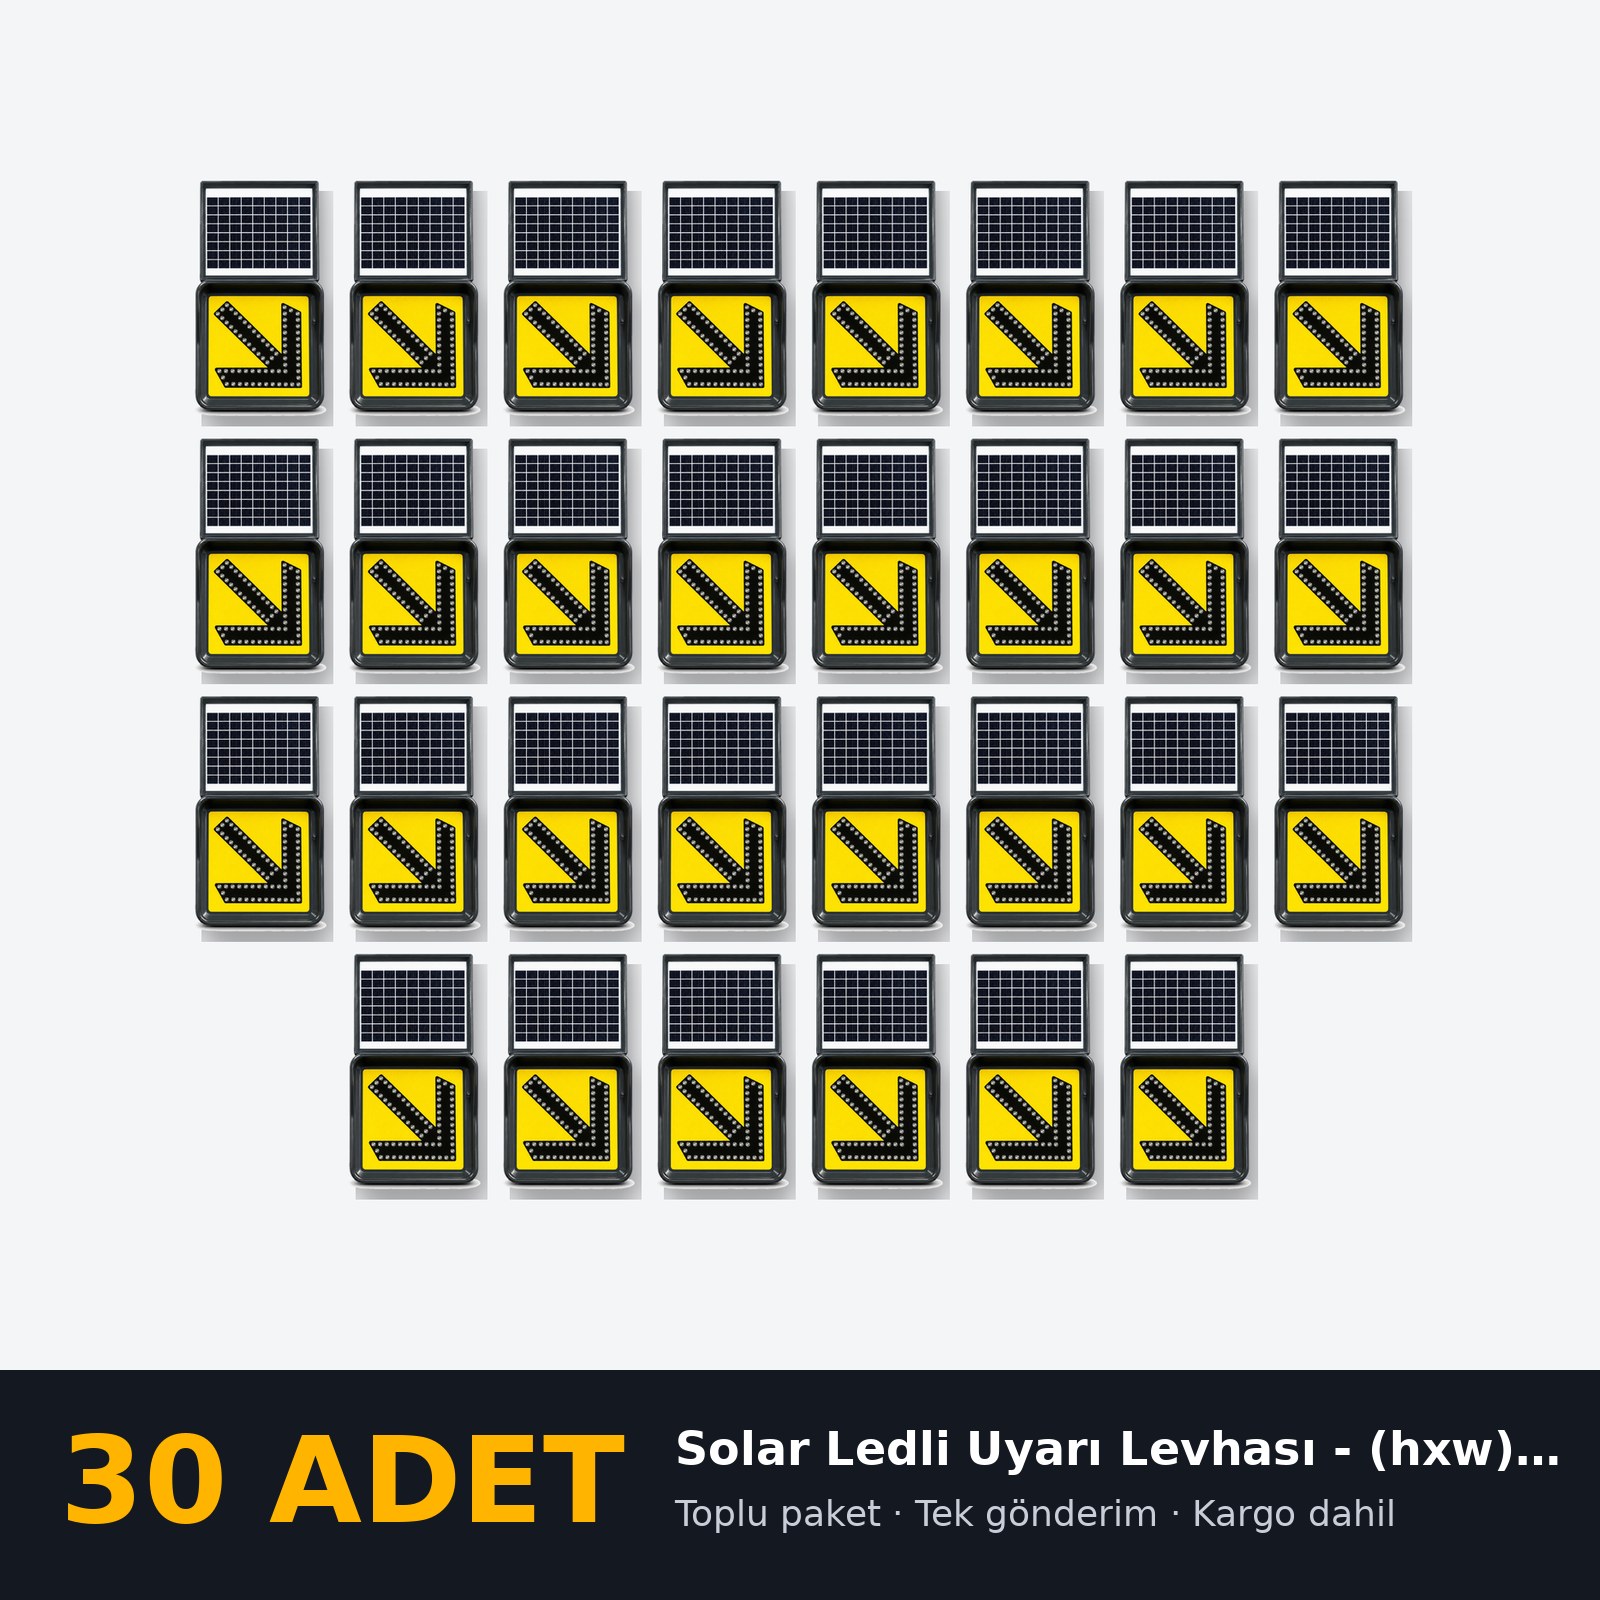 30 ADET
Solar Ledli Uyarı Levhası - (hxw)...
Toplu paket · Tek gönderim · Kargo dahil